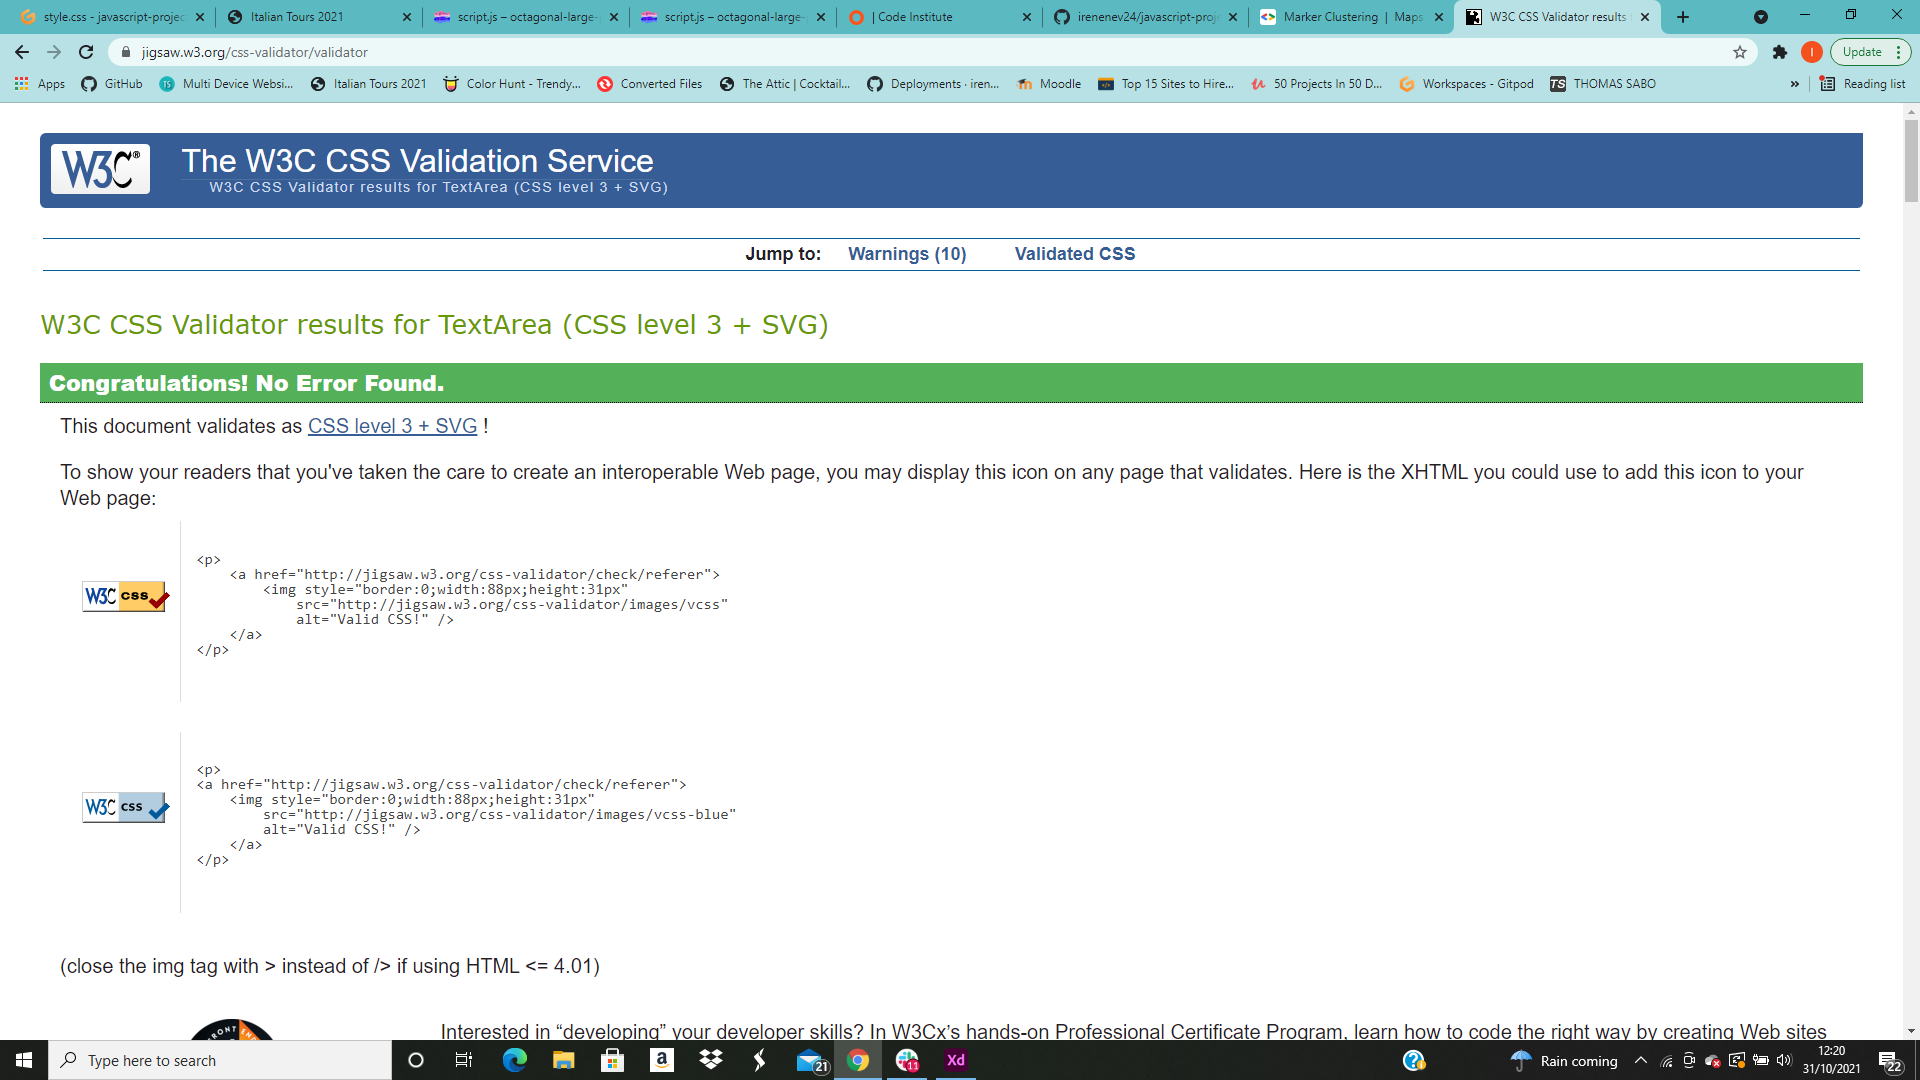 style.css - javascript-projec
Italian Tours 2021
script.js – octagonal-large-
script.js – octagonal-large-
| Code Institute
irenenev24/javascript-proje
Marker Clustering | Maps
W3C CSS Validator results
jigsaw.w3.org/css-validator/validator
I
Update
Apps
GitHub
TS
Multi Device Websi...
Italian Tours 2021
Color Hunt - Trendy...
Converted Files
The Attic | Cocktail...
Deployments · iren...
Moodle
Top 15 Sites to Hire...
50 Projects In 50 D...
Workspaces - Gitpod
TS
THOMAS SABO
»
Reading list
W3C®
The W3C CSS Validation Service
W3C CSS Validator results for TextArea (CSS level 3 + SVG)
Jump to: Warnings (10) Validated CSS
W3C CSS Validator results for TextArea (CSS level 3 + SVG)
Congratulations! No Error Found.
This document validates as CSS level 3 + SVG !
To show your readers that you've taken the care to create an interoperable Web page, you may display this icon on any page that validates. Here is the XHTML you could use to add this icon to your
Web page:
W3C css
<p>
<a href="http://jigsaw.w3.org/css-validator/check/referer">
<img style="border:0;width:88px;height:31px"
src="http://jigsaw.w3.org/css-validator/images/vcss"
alt="Valid CSS!" />
</a>
</p>
W3C css
<p>
<a href="http://jigsaw.w3.org/css-validator/check/referer">
<img style="border:0;width:88px;height:31px"
src="http://jigsaw.w3.org/css-validator/images/vcss-blue"
alt="Valid CSS!" />
</a>
</p>
(close the img tag with > instead of /> if using HTML <= 4.01)
FRONT
Interested in “developing” your developer skills? In W3Cx’s hands-on Professional Certificate Program, learn how to code the right way by creating Web sites
Type here to search
a
21
11
Xd
Rain coming
12:20
31/10/2021
22